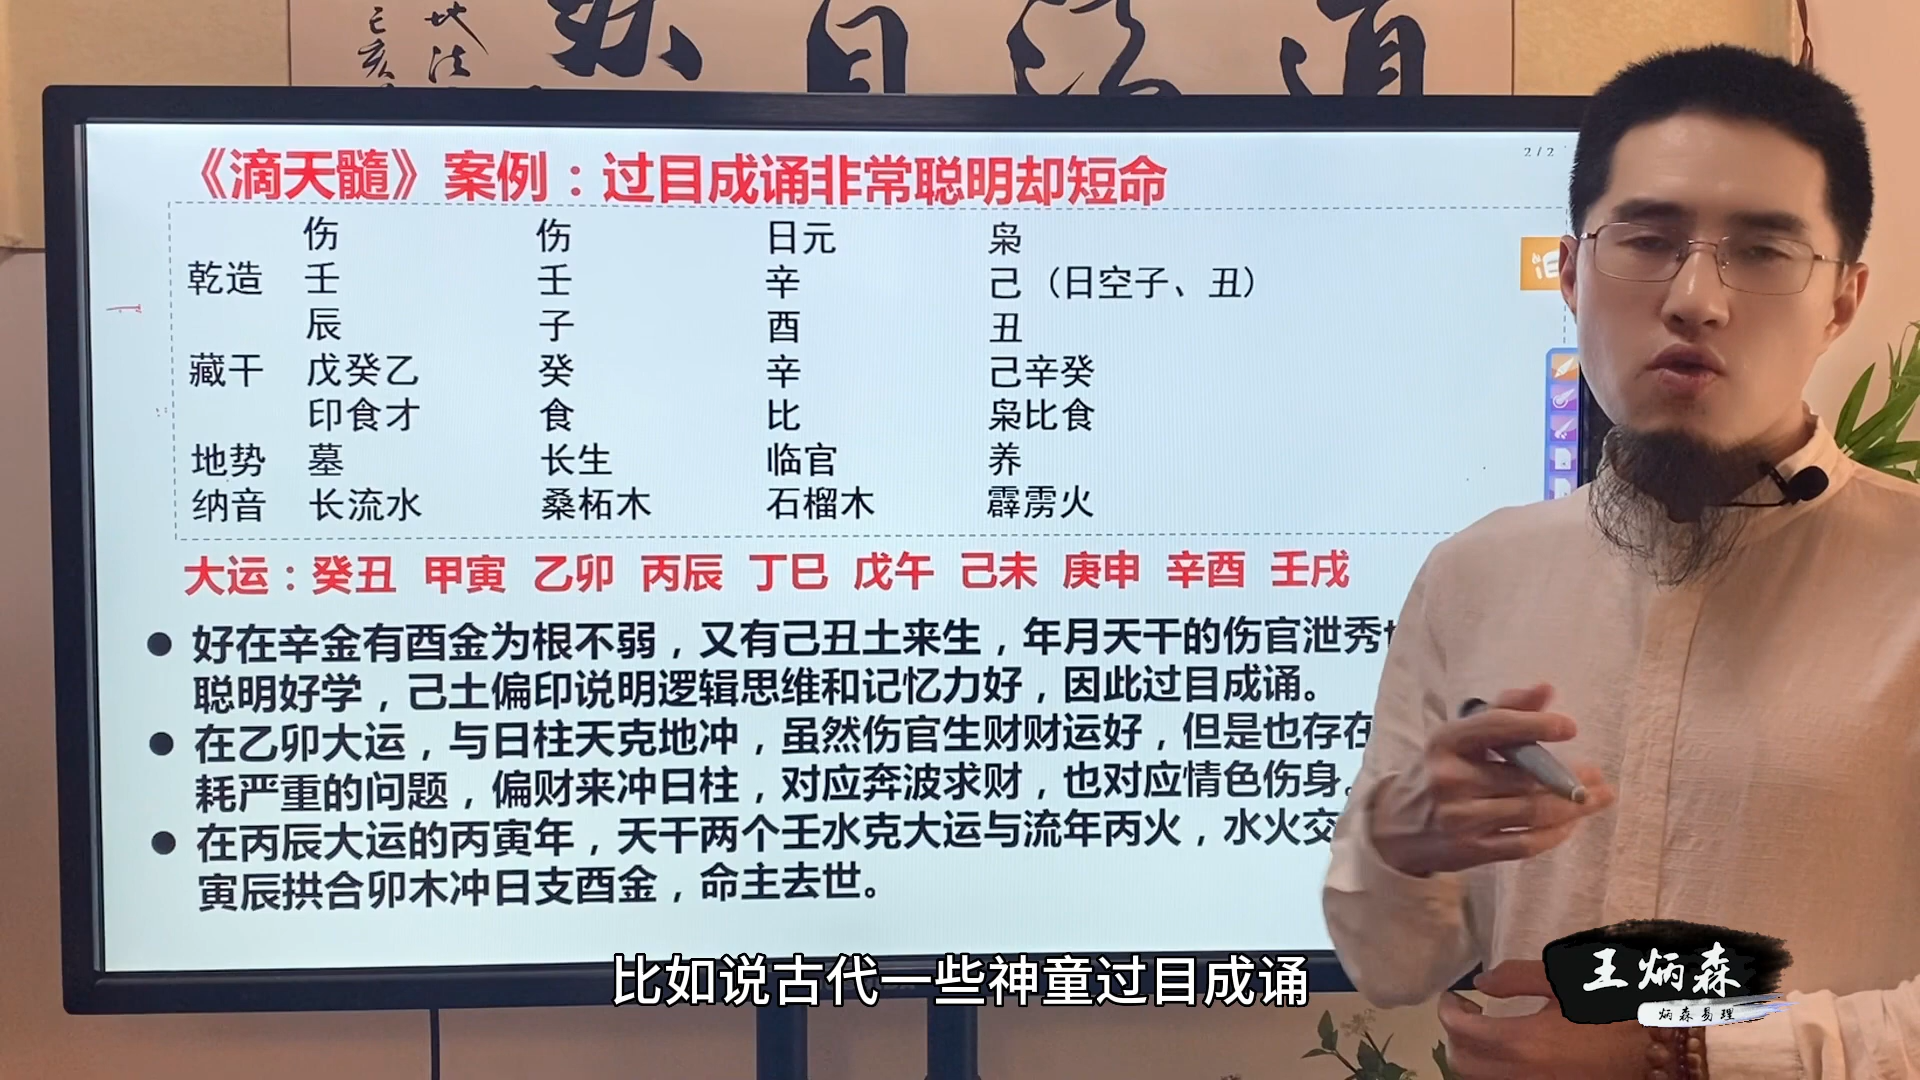 己亥
《滴天髓》案例：过目成诵非常聪明却短命
2/2
伤 伤 日元 枭
乾造 壬 壬 辛 己（日空子、丑）
辰 子 酉 丑
藏干 戊癸乙 癸 辛 己辛癸
印食才 食 比 枭比食
地势 墓 长生 临官 养
纳音 长流水 桑柘木 石榴木 霹雳火
大运：癸丑 甲寅 乙卯 丙辰 丁巳 戊午 己未 庚申 辛酉 壬戌
● 好在辛金有酉金为根不弱，又有己丑土来生，年月天干的伤官泄秀
聪明好学，己土偏印说明逻辑思维和记忆力好，因此过目成诵。
● 在乙卯大运，与日柱天克地冲，虽然伤官生财财运好，但是也存在
耗严重的问题，偏财来冲日柱，对应奔波求财，也对应情色伤身。
● 在丙辰大运的丙寅年，天干两个壬水克大运与流年丙火，水火交
寅辰拱合卯木冲日支酉金，命主去世。
比如说古代一些神童过目成诵
王炳森
炳森易理